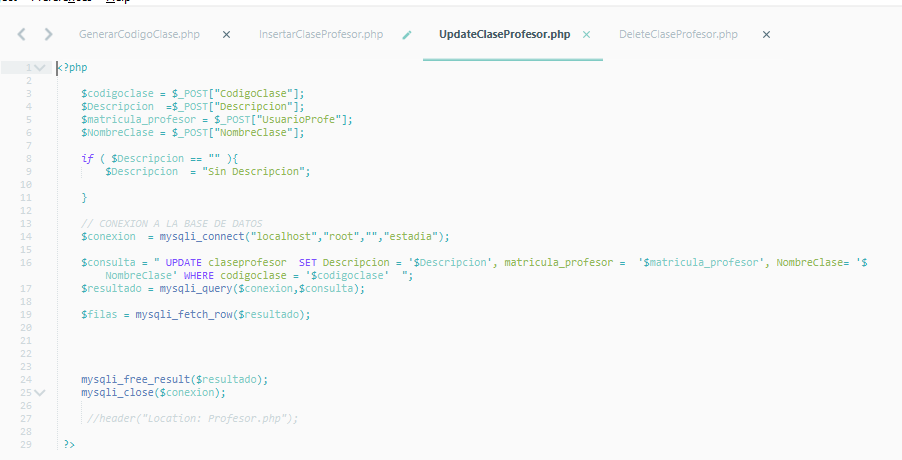 GenerarCodigoClase.php × InsertarClaseProfesor.php UpdateClaseProfesor.php × DeleteClaseProfesor.php ×
1 <?php
2
3 $codigoclase = $_POST["CodigoClase"];
4 $Descripcion  =$_POST["Descripcion"];
5 $matricula_profesor = $_POST["UsuarioProfe"];
6 $NombreClase = $_POST["NombreClase"];
7
8 if ( $Descripcion == "" ){
9 $Descripcion  = "Sin Descripcion";
10
11 }
12
13 // CONEXION A LA BASE DE DATOS
14 $conexion  = mysqli_connect("localhost","root","","estadia");
15
16 $consulta = " UPDATE claseprofesor  SET Descripcion = '$Descripcion', matricula_profesor =  '$matricula_profesor', NombreClase= '$
NombreClase' WHERE codigoclase = '$codigoclase'  ";
17 $resultado = mysqli_query($conexion,$consulta);
18
19 $filas = mysqli_fetch_row($resultado);
20
21
22
23
24 mysqli_free_result($resultado);
25 mysqli_close($conexion);
26
27 //header("Location: Profesor.php");
28
29 ?>